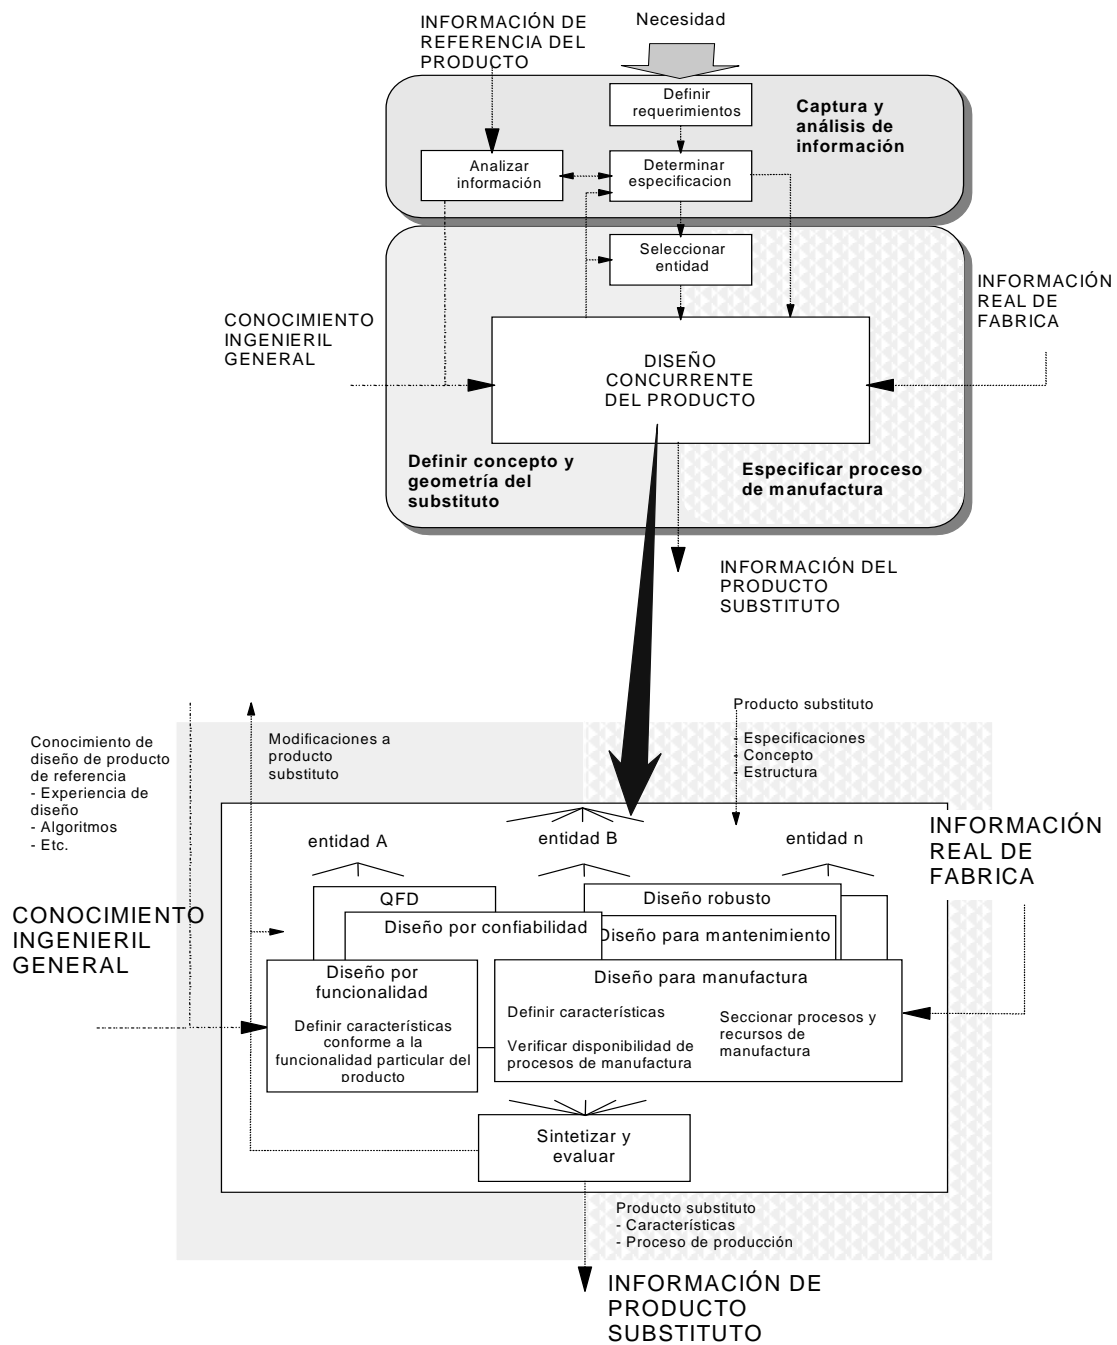 INFORMACIÓN DE
REFERENCIA DEL
PRODUCTO
Necesidad
Definir
requerimientos
Captura y
análisis de
información
Analizar
información
Determinar
especificacion
Seleccionar
entidad
INFORMACIÓN
REAL DE
FABRICA
CONOCIMIENTO
INGENIERIL
GENERAL
DISEÑO
CONCURRENTE
DEL PRODUCTO
Definir concepto y
geometría del
substituto
Especificar proceso
de manufactura
INFORMACIÓN DEL
PRODUCTO
SUBSTITUTO
Producto substituto
- Especificaciones
- Concepto
- Estructura
Conocimiento de
diseño de producto
de referencia
- Experiencia de
diseño
- Algoritmos
- Etc.
Modificaciones a
producto
substituto
entidad A
entidad B
entidad n
INFORMACIÓN
REAL DE
FABRICA
CONOCIMIENTO
INGENIERIL
GENERAL
QFD
Diseño robusto
Diseño por confiabilidad
Diseño para mantenimiento
Diseño por
funcionalidad
Definir características
conforme a la
funcionalidad particular del
producto
Diseño para manufactura
Definir características
Verificar disponibilidad de
procesos de manufactura
Seccionar procesos y
recursos de
manufactura
Sintetizar y
evaluar
Producto substituto
- Características
- Proceso de producción
INFORMACIÓN DE
PRODUCTO
SUBSTITUTO